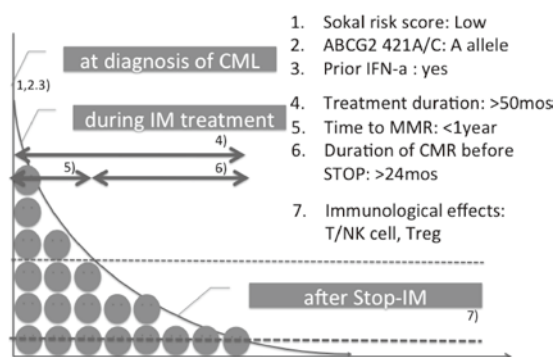 1. Sokal risk score: Low
2. ABCG2 421A/C: A allele
3. Prior IFN-a : yes
at diagnosis of CML
1,2.3)
4. Treatment duration: >50mos
5. Time to MMR: <1year
6. Duration of CMR before
STOP: >24mos
during IM treatment
4)
5)
6)
7. Immunological effects:
T/NK cell, Treg
after Stop-IM
7)